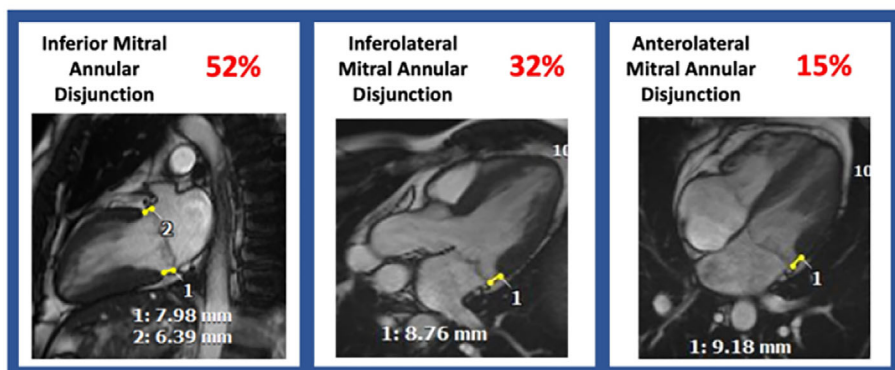 Inferior Mitral
Annular
Disjunction
52%
2
1
1: 7.98 mm
2: 6.39 mm
Inferolateral
Mitral Annular
Disjunction
32%
10
1
1: 8.76 mm
Anterolateral
Mitral Annular
Disjunction
15%
10
1
1: 9.18 mm